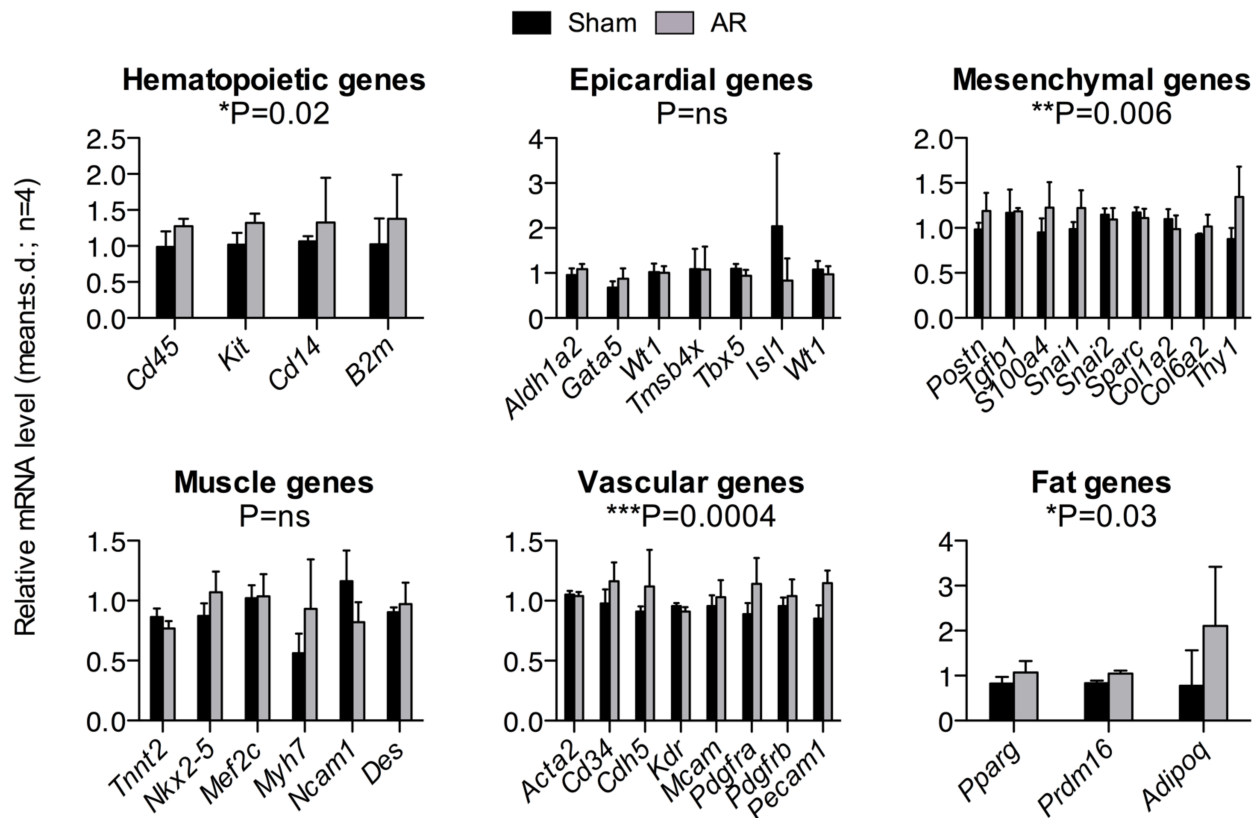 Sham AR
Relative mRNA level (mean±s.d.; n=4)
Hematopoietic genes
*P=0.02
2.5
2.0
1.5
1.0
0.5
0.0
Cd45 Kit Cd14 B2m
Epicardial genes
P=ns
4
3
2
1
0
Aldh1a2 Gata5 Wt1 Tmsb4x Tbx5 Isl1 Wt1
Mesenchymal genes
**P=0.006
2.0
1.5
1.0
0.5
0.0
Postn Tgfb1 S100a4 Snai1 Snai2 Sparc Col1a2 Col6a2 Thy1
Muscle genes
P=ns
1.5
1.0
0.5
0.0
Tnnt2 Nkx2-5 Mef2c Myh7 Ncam1 Des
Vascular genes
***P=0.0004
1.5
1.0
0.5
0.0
Acta2 Cd34 Cdh5 Kdr Mcam Pdgfra Pdgfrb Pecam1
Fat genes
*P=0.03
4
3
2
1
0
Pparg Prdm16 Adipoq